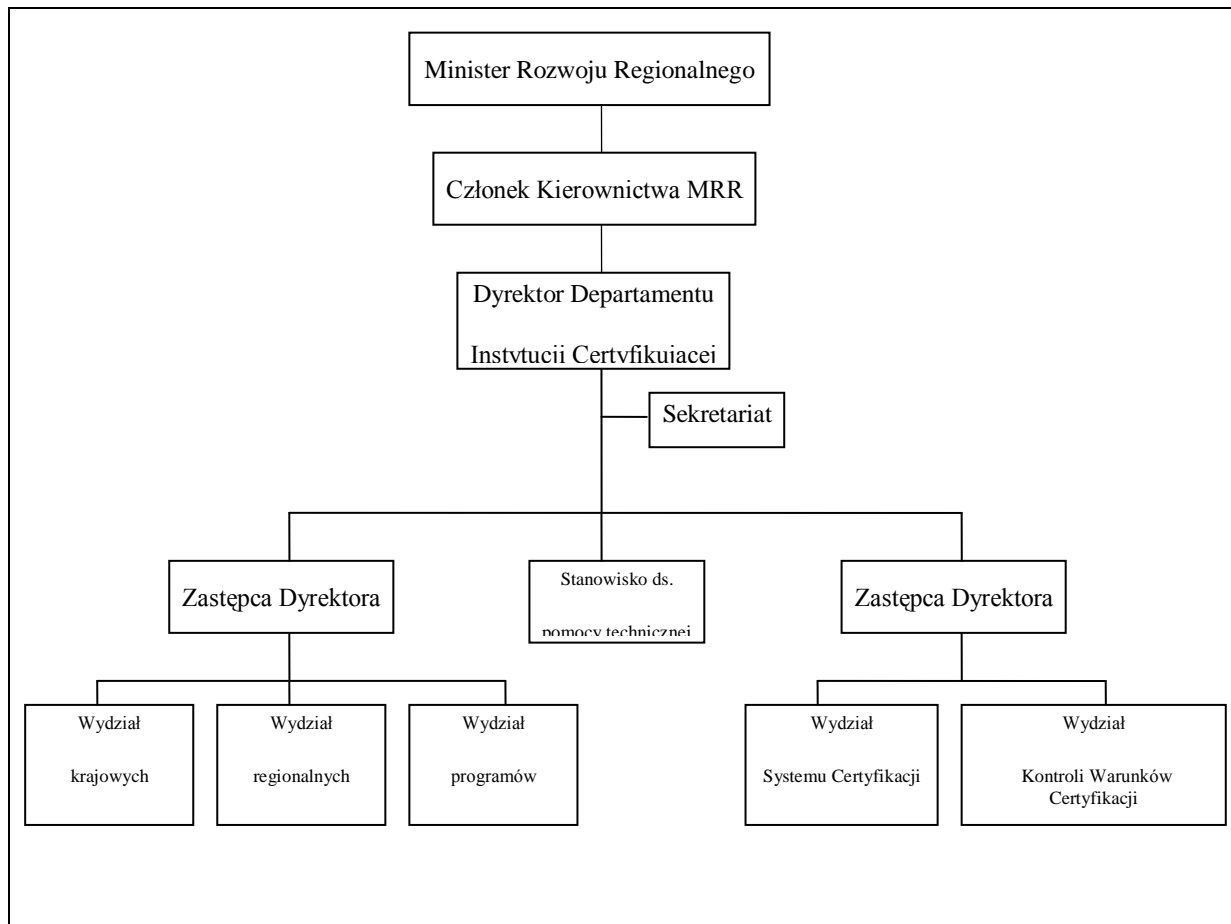 Minister Rozwoju Regionalnego
Członek Kierownictwa MRR
Dyrektor Departamentu
Instytucji Certyfikującej
Sekretariat
Zastępca Dyrektora
Stanowisko ds.
pomocy technicznej
Zastępca Dyrektora
Wydział
krajowych
Wydział
regionalnych
Wydział
programów
Wydział
Systemu Certyfikacji
Wydział
Kontroli Warunków
Certyfikacji